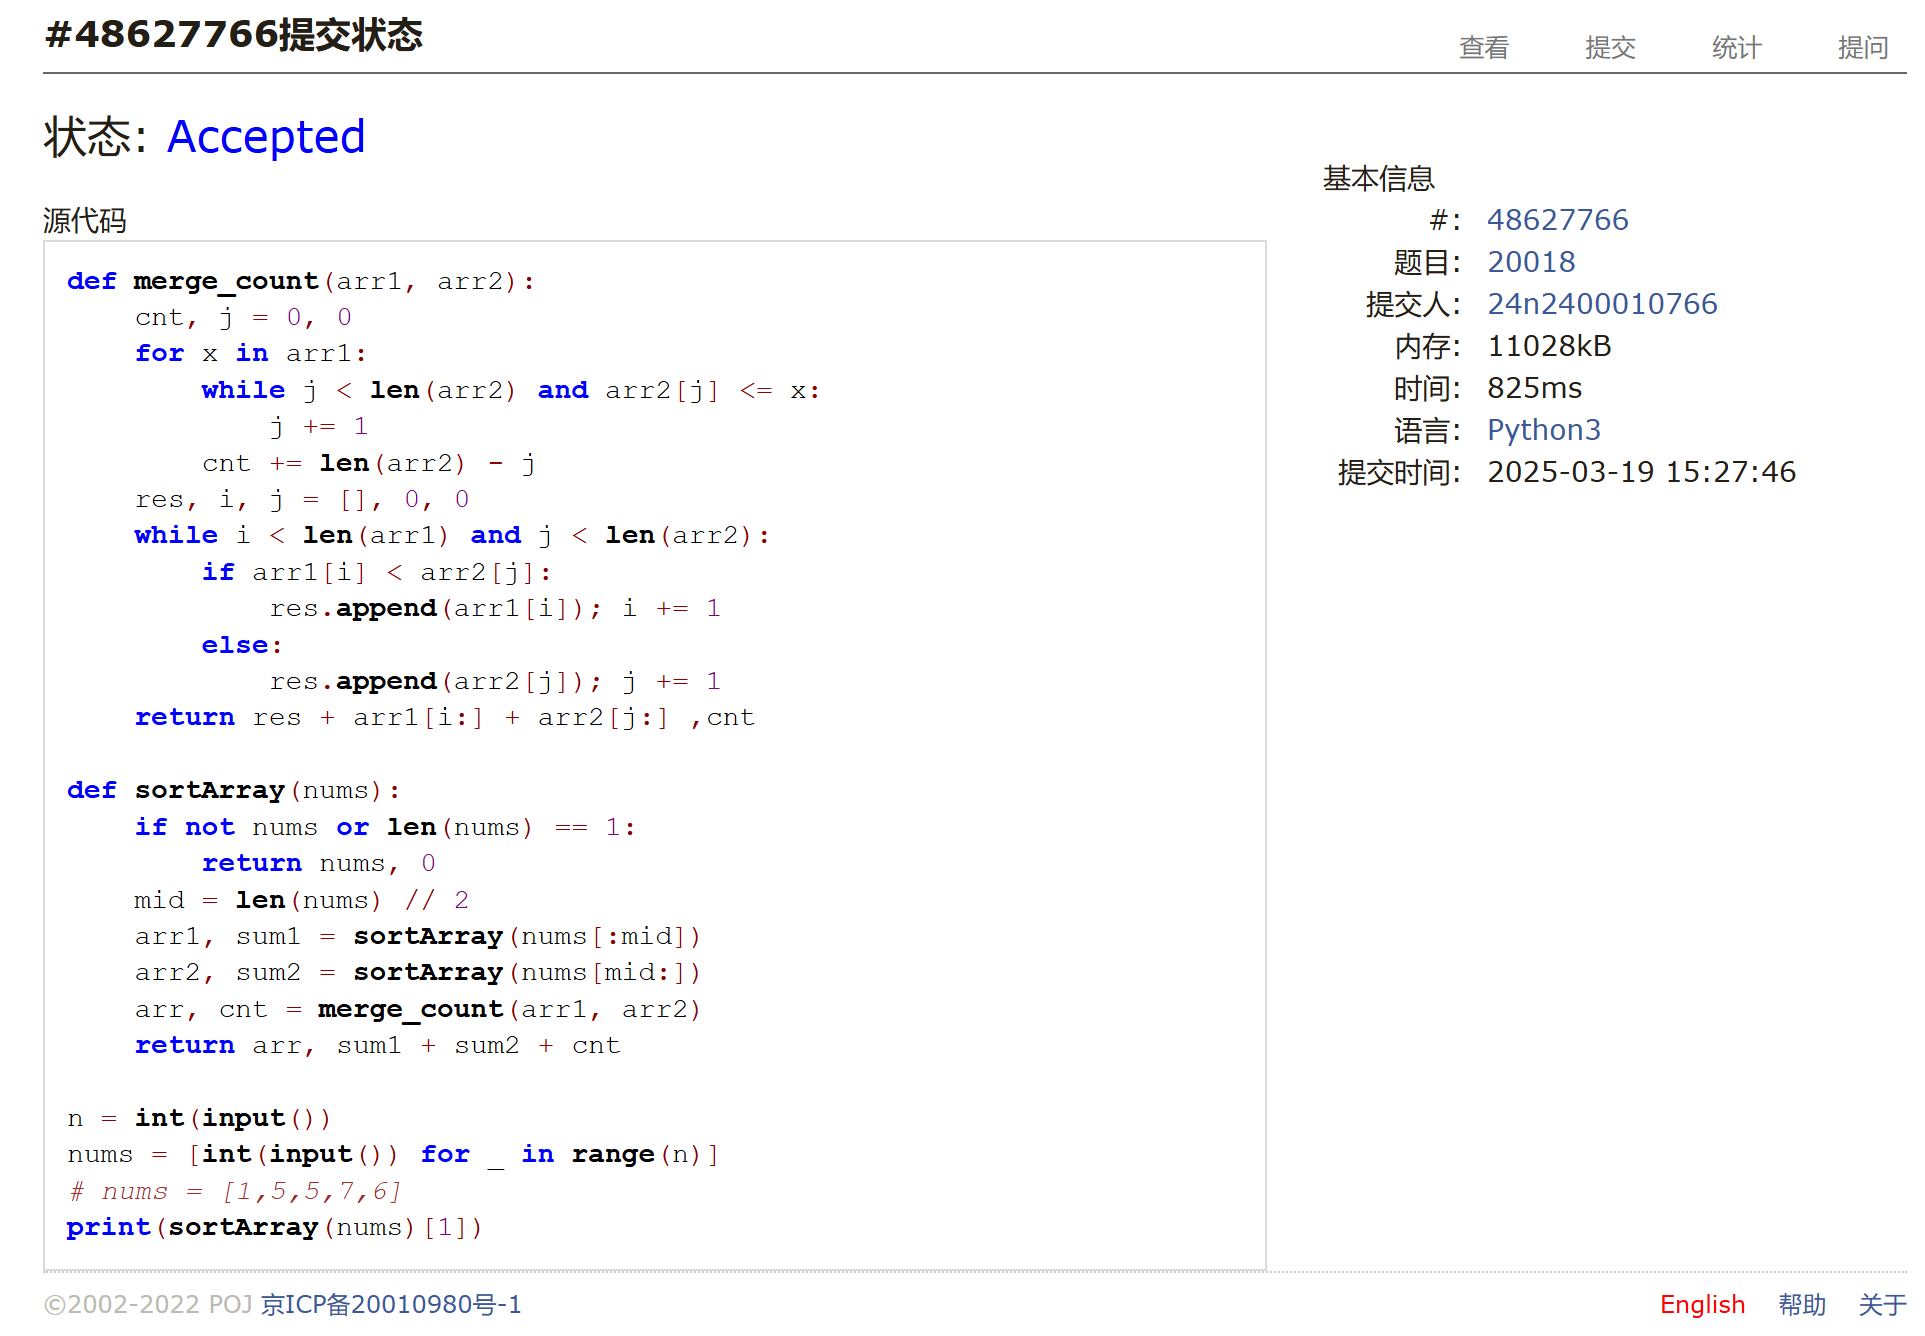 #48627766提交状态
查看 提交 统计 提问
状态: Accepted
源代码
def merge_count(arr1, arr2):
    cnt, j = 0, 0
    for x in arr1:
        while j < len(arr2) and arr2[j] <= x:
            j += 1
        cnt += len(arr2) - j
    res, i, j = [], 0, 0
    while i < len(arr1) and j < len(arr2):
        if arr1[i] < arr2[j]:
            res.append(arr1[i]); i += 1
        else:
            res.append(arr2[j]); j += 1
    return res + arr1[i:] + arr2[j:] ,cnt

def sortArray(nums):
    if not nums or len(nums) == 1:
        return nums, 0
    mid = len(nums) // 2
    arr1, sum1 = sortArray(nums[:mid])
    arr2, sum2 = sortArray(nums[mid:])
    arr, cnt = merge_count(arr1, arr2)
    return arr, sum1 + sum2 + cnt

n = int(input())
nums = [int(input()) for _ in range(n)]
# nums = [1,5,5,7,6]
print(sortArray(nums)[1])
基本信息
#: 48627766
题目: 20018
提交人: 24n2400010766
内存: 11028kB
时间: 825ms
语言: Python3
提交时间: 2025-03-19 15:27:46
©2002-2022 POJ 京ICP备20010980号-1
English 帮助 关于